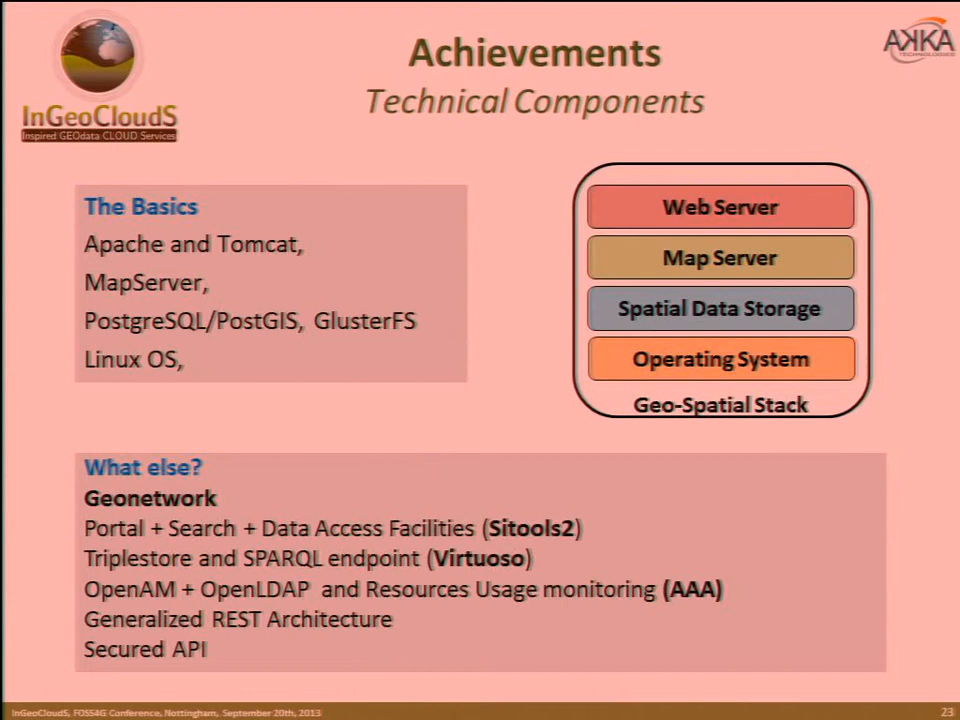 InGeoCloudS
Inspired GEOdata CLOUD Services
Achievements
Technical Components
AKKA
TECHNOLOGIES
The Basics
Apache and Tomcat,
MapServer,
PostgreSQL/PostGIS, GlusterFS
Linux OS,
Web Server
Map Server
Spatial Data Storage
Operating System
Geo-Spatial Stack
What else?
Geonetwork
Portal + Search + Data Access Facilities (Sitools2)
Triplestore and SPARQL endpoint (Virtuoso)
OpenAM + OpenLDAP and Resources Usage monitoring (AAA)
Generalized REST Architecture
Secured API
InGeoCloudS, FOSS4G Conference, Nottingham, September 20th, 2013
23